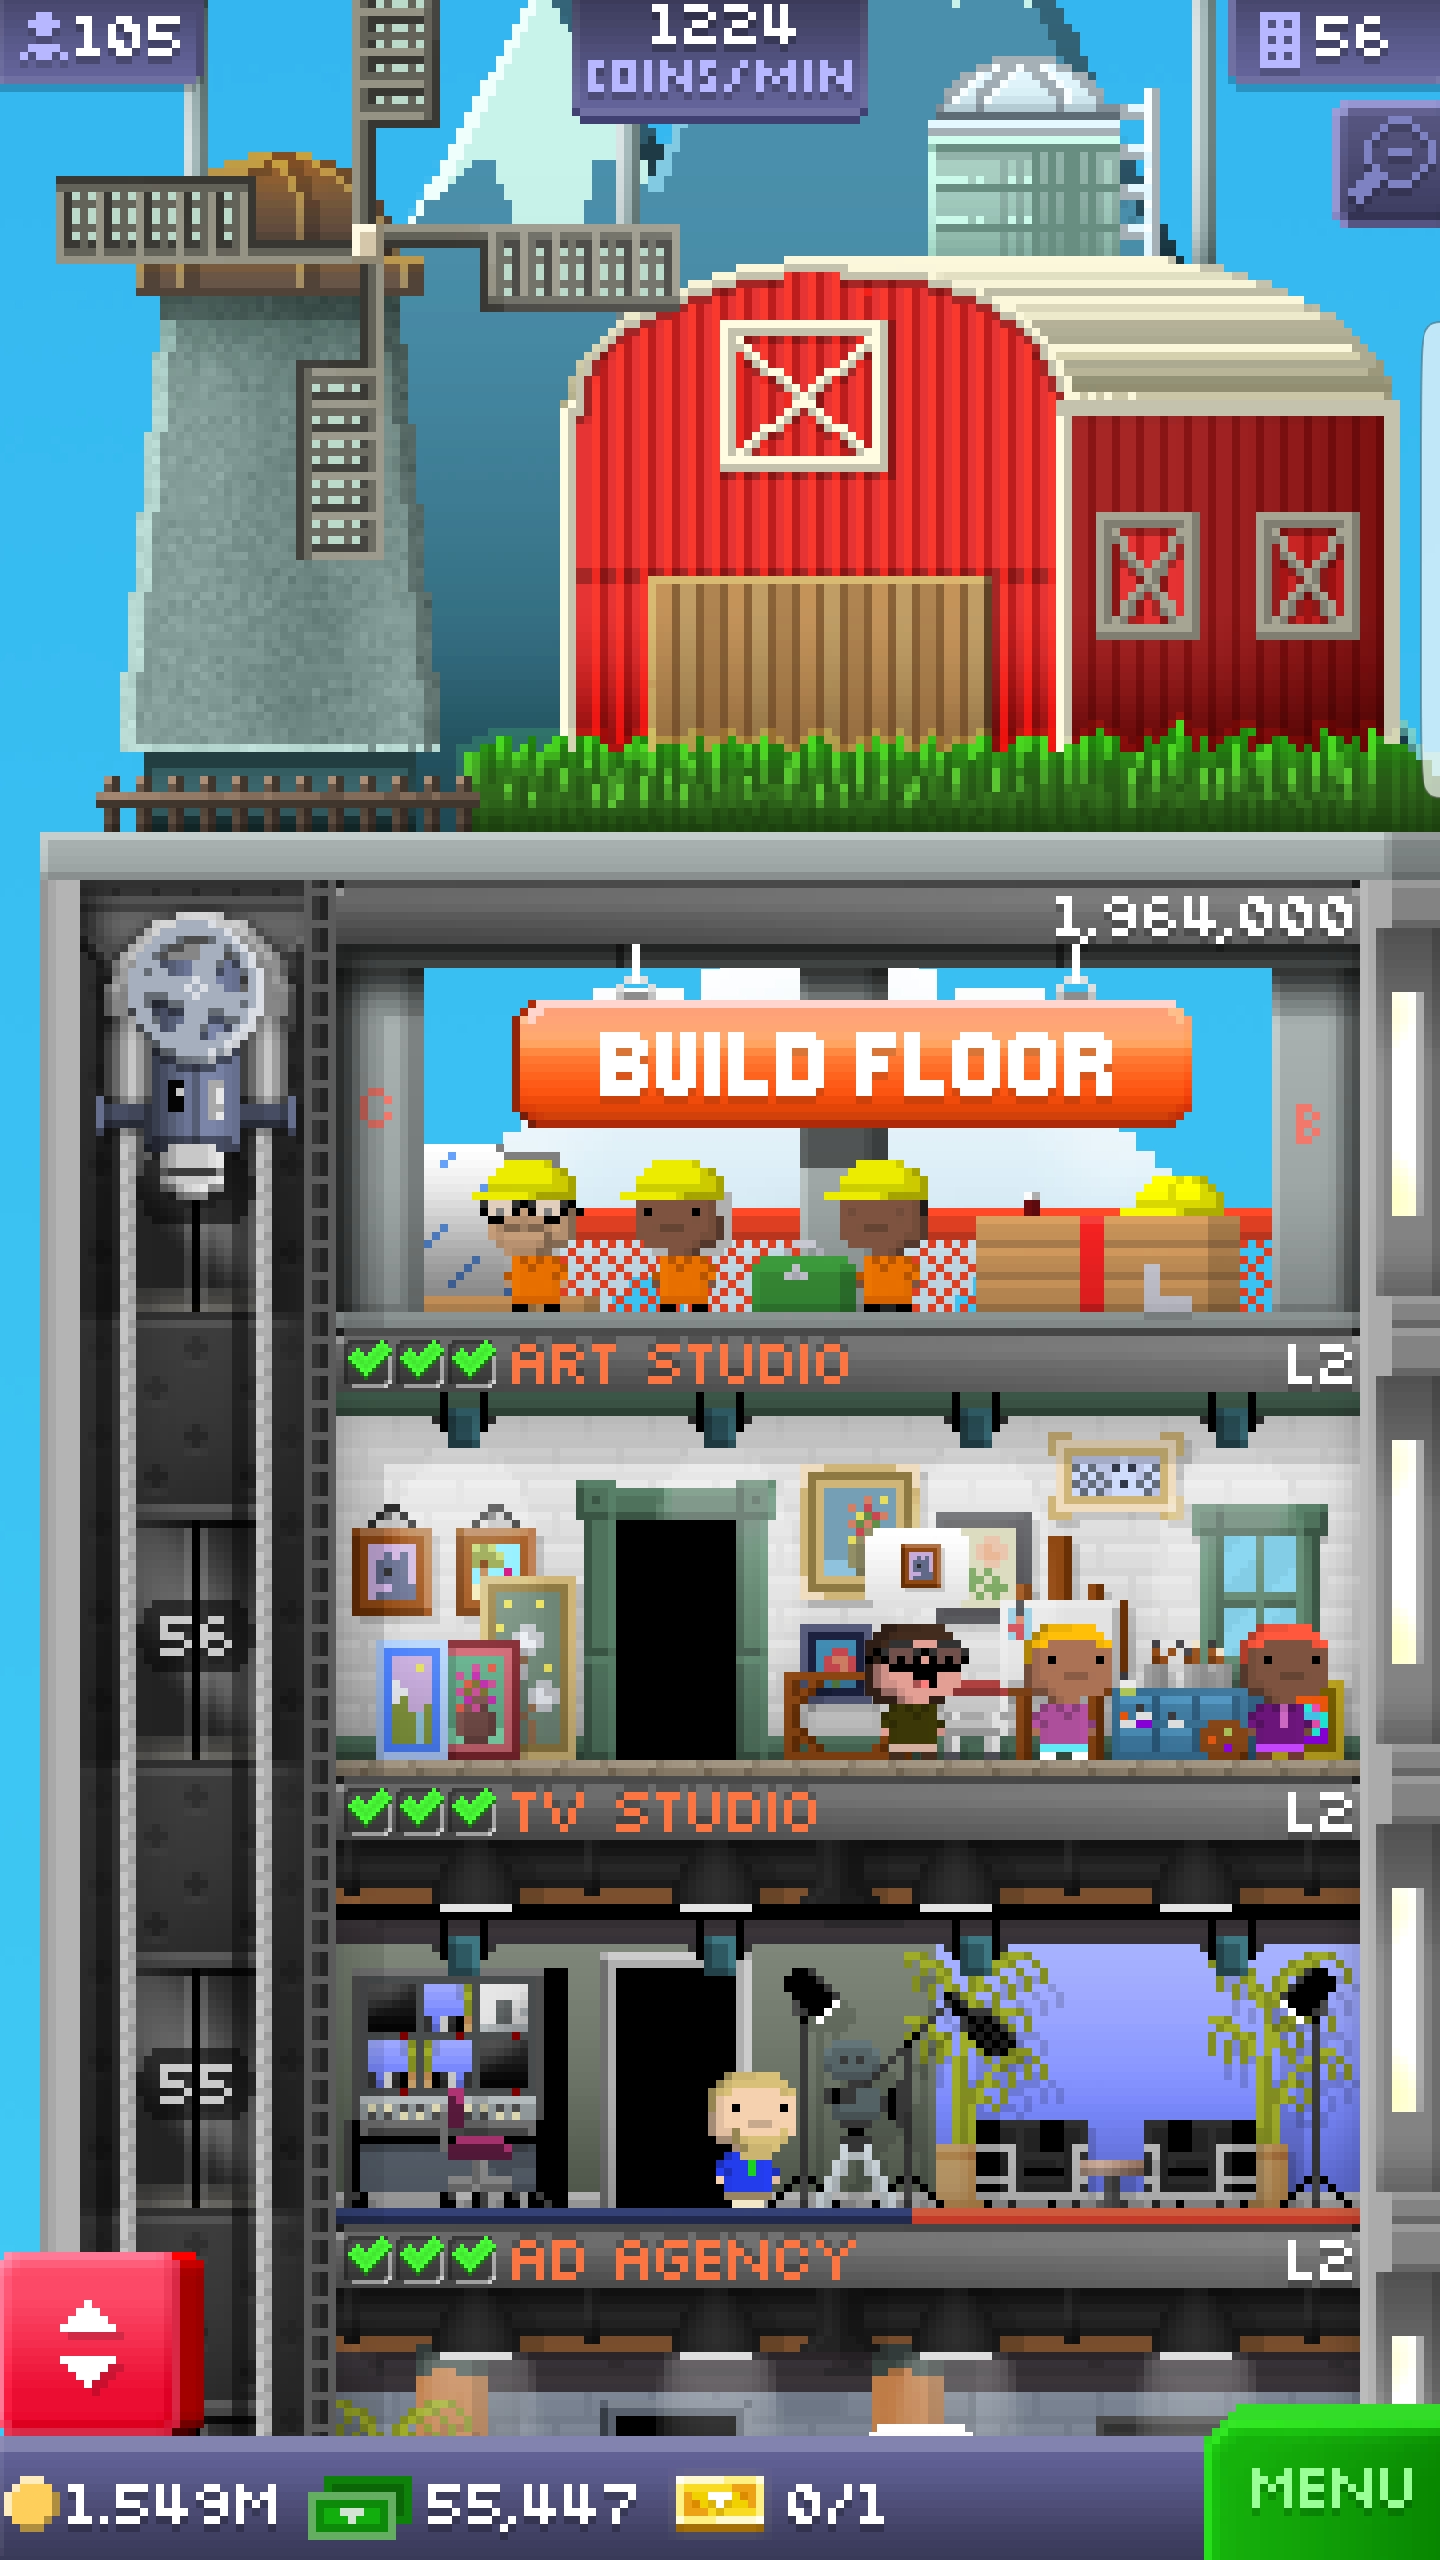 105
1224
COINS/MIN
56
1,964,000
BUILD FLOOR
C
B
ART STUDIO L2
56
TV STUDIO L2
55
AD AGENCY L2
1.549M 55,447 0/1
MENU